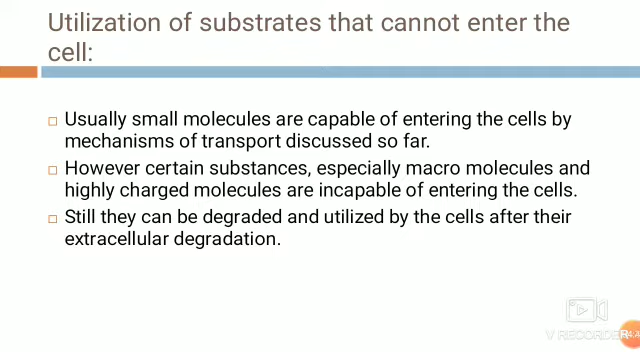 Utilization of substrates that cannot enter the
cell:
Usually small molecules are capable of entering the cells by
mechanisms of transport discussed so far.
However certain substances, especially macro molecules and
highly charged molecules are incapable of entering the cells.
Still they can be degraded and utilized by the cells after their
extracellular degradation.
V RECORDER